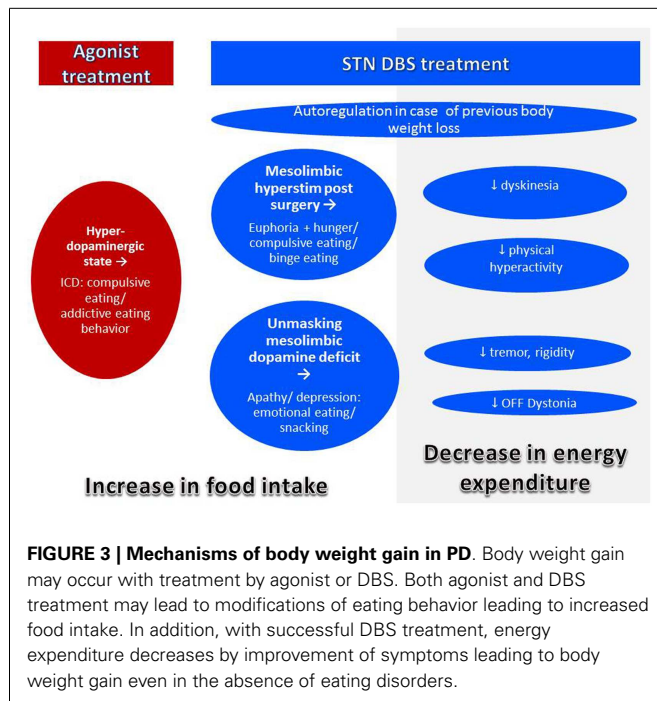 Agonist
treatment
STN DBS treatment
Autoregulation in case of previous body
weight loss
Hyper-
dopaminergic
state →
ICD: compulsive
eating/
addictive eating
behavior
Mesolimbic
hyperstim post
surgery →
Euphoria + hunger/
compulsive eating/
binge eating
Unmasking
mesolimbic
dopamine deficit
→
Apathy/ depression:
emotional eating/
snacking
↓ dyskinesia
↓ physical
hyperactivity
↓ tremor, rigidity
↓ OFF Dystonia
Increase in food intake
Decrease in energy
expenditure
FIGURE 3 | Mechanisms of body weight gain in PD. Body weight gain
may occur with treatment by agonist or DBS. Both agonist and DBS
treatment may lead to modifications of eating behavior leading to increased
food intake. In addition, with successful DBS treatment, energy
expenditure decreases by improvement of symptoms leading to body
weight gain even in the absence of eating disorders.